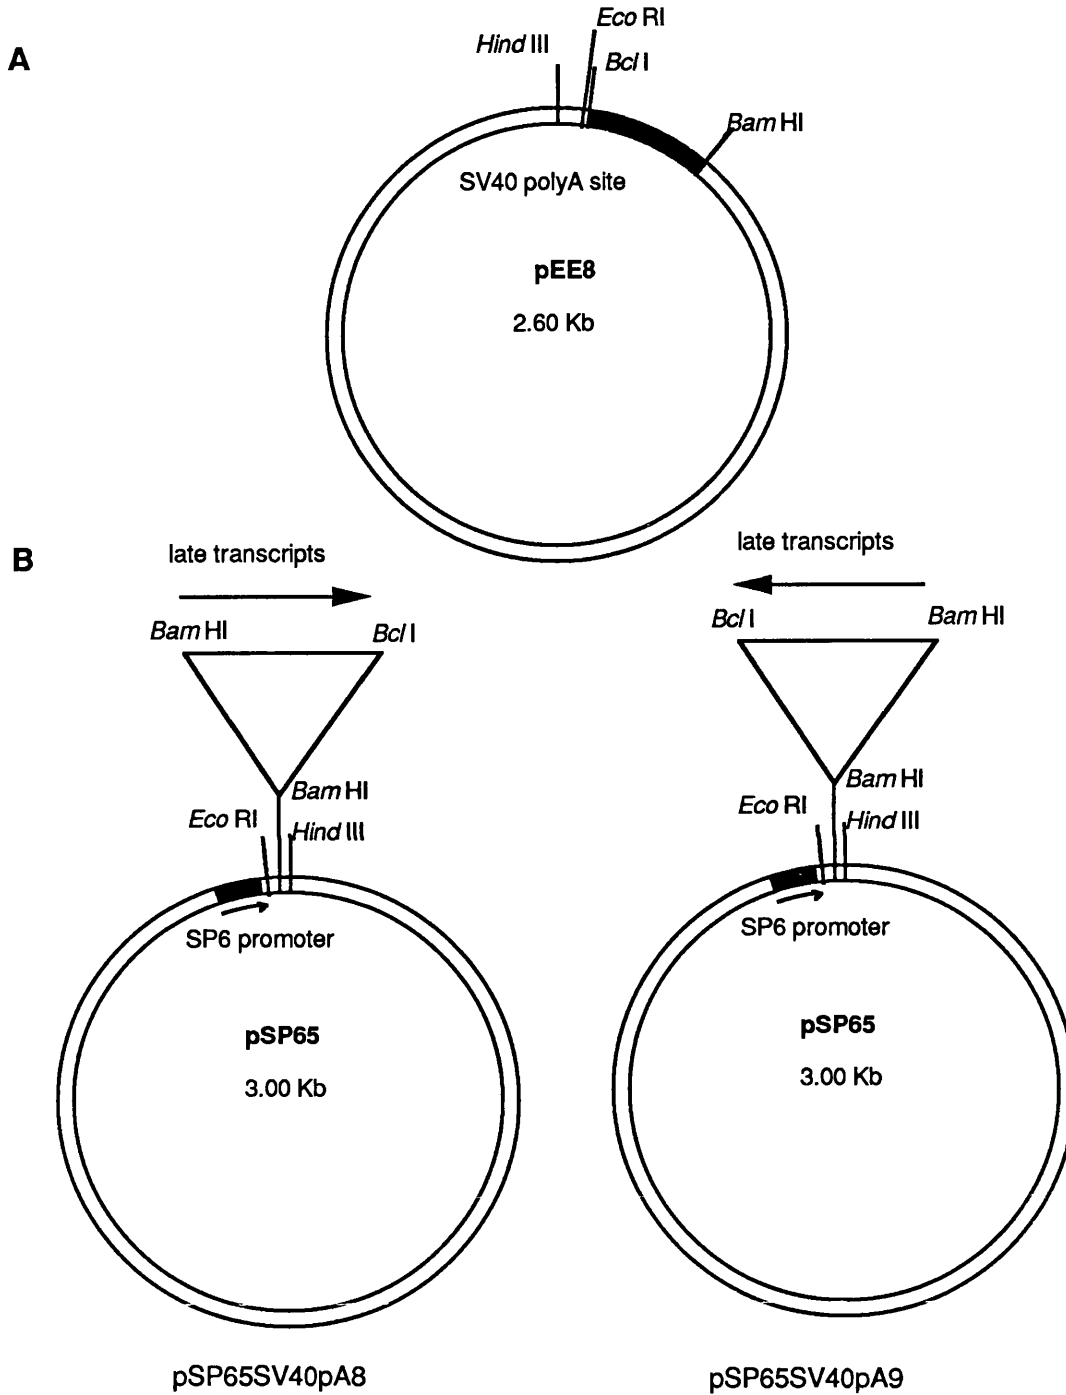 A
Eco RI
Hind III
Bcl I
Bam HI
SV40 polyA site
pEE8
2.60 Kb
B
late transcripts
Bam HI
Bcl I
Bam HI
Eco RI
Hind III
SP6 promoter
pSP65
3.00 Kb
pSP65SV40pA8
late transcripts
Bcl I
Bam HI
Bam HI
Eco RI
Hind III
SP6 promoter
pSP65
3.00 Kb
pSP65SV40pA9